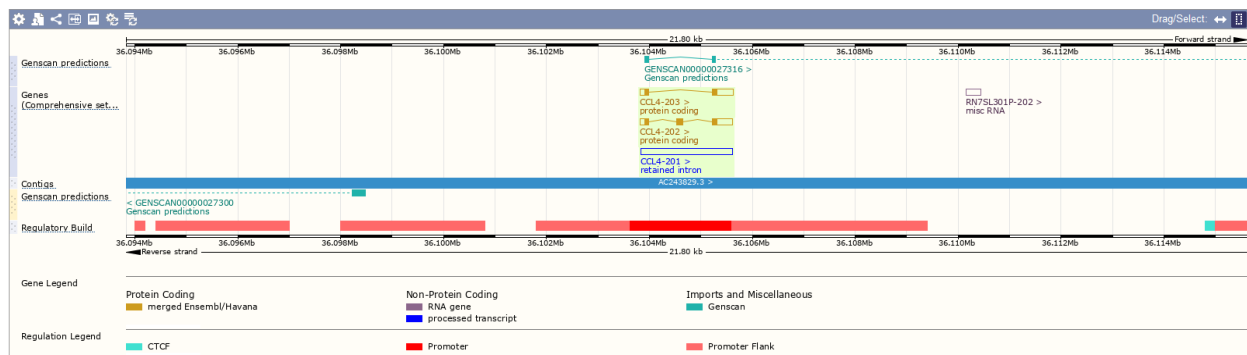 Drag/Select:
21.80 kb Forward strand
36.094Mb 36.096Mb 36.098Mb 36.100Mb 36.102Mb 36.104Mb 36.106Mb 36.108Mb 36.110Mb 36.112Mb 36.114Mb
Genscan predictions
GENSCAN00000027316 >
Genscan predictions
Genes
(Comprehensive set...
CCL4-203 >
protein coding
RN7SL301P-202 >
misc RNA
CCL4-202 >
protein coding
CCL4-201 >
retained intron
Contigs
AC243829.3 >
Genscan predictions
< GENSCAN00000027300
Genscan predictions
Regulatory Build
36.094Mb 36.096Mb 36.098Mb 36.100Mb 36.102Mb 36.104Mb 36.106Mb 36.108Mb 36.110Mb 36.112Mb 36.114Mb
Reverse strand 21.80 kb
Gene Legend
Protein Coding Non-Protein Coding Imports and Miscellaneous
merged Ensembl/Havana RNA gene Genscan
processed transcript
Regulation Legend
CTCF Promoter Promoter Flank